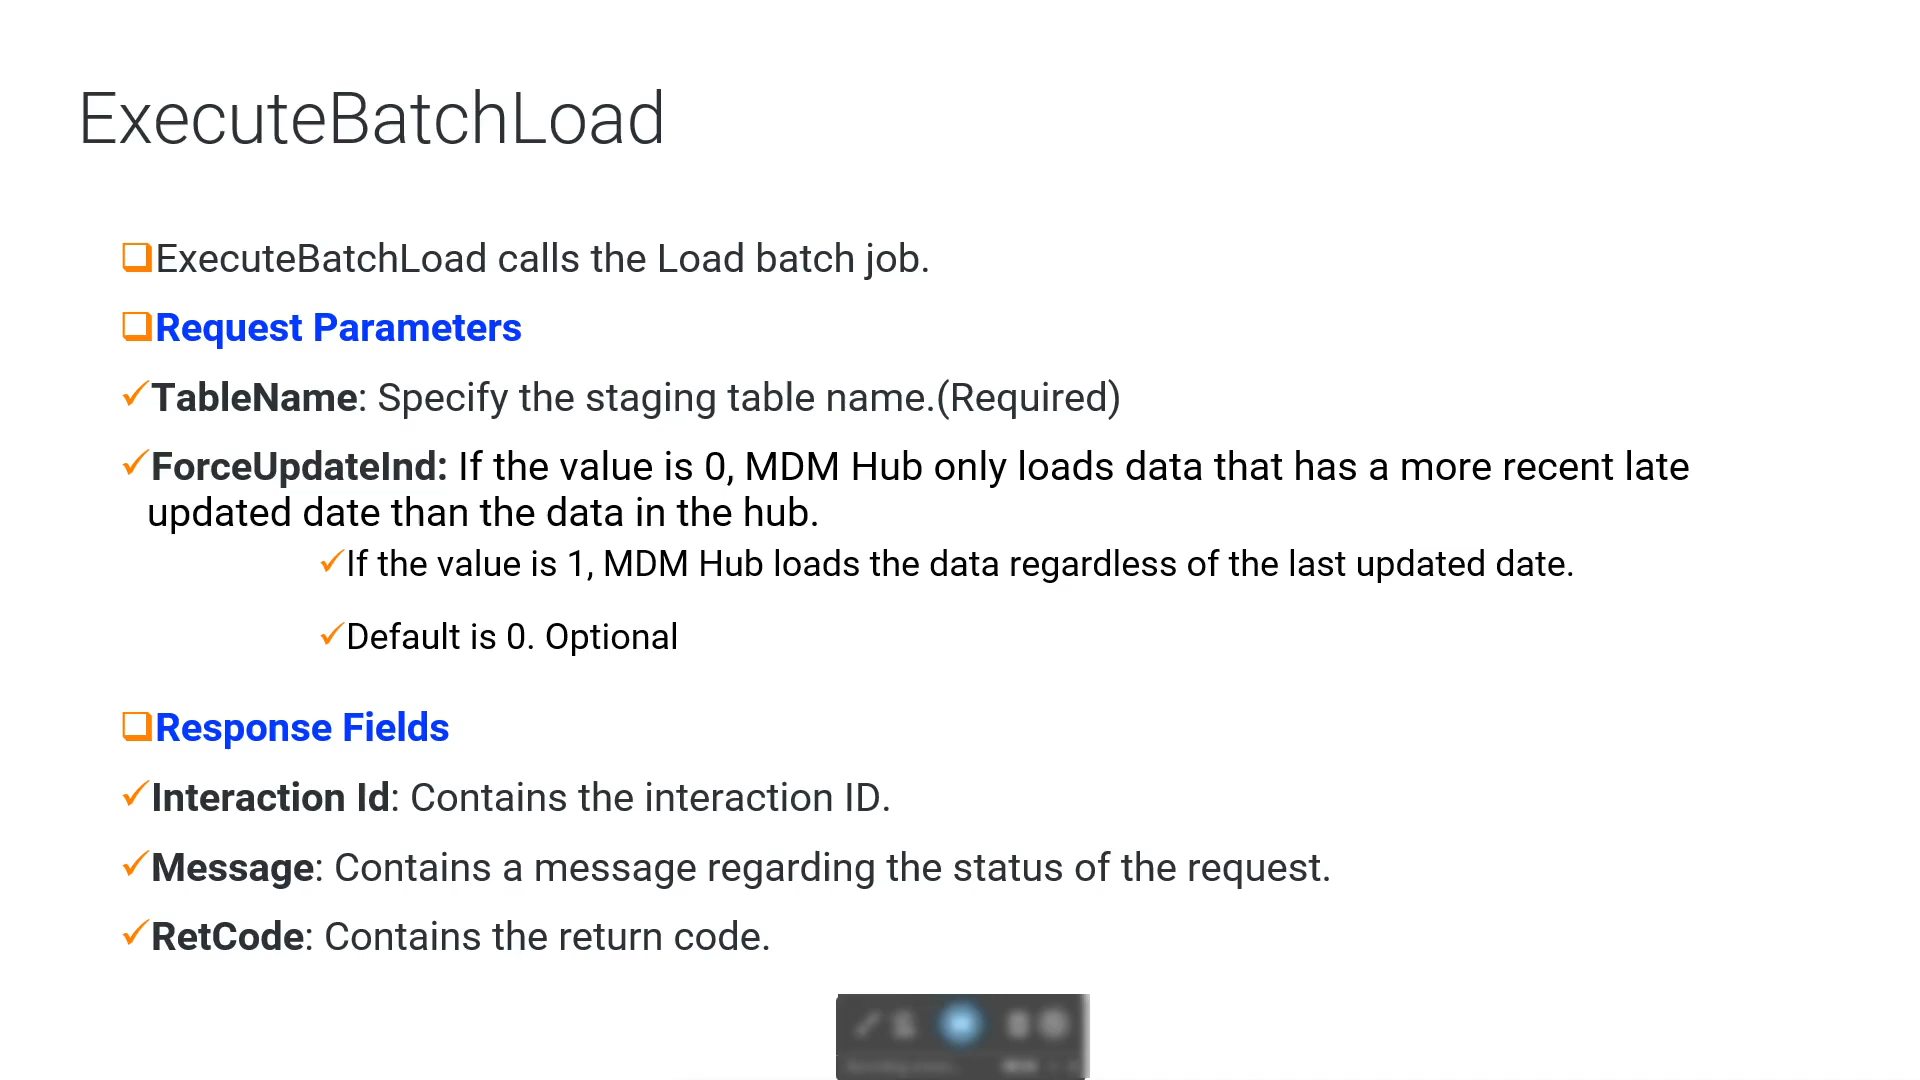 ExecuteBatchLoad
ExecuteBatchLoad calls the Load batch job.
Request Parameters
TableName: Specify the staging table name.(Required)
ForceUpdateInd: If the value is 0, MDM Hub only loads data that has a more recent late
updated date than the data in the hub.
If the value is 1, MDM Hub loads the data regardless of the last updated date.
Default is 0. Optional
Response Fields
Interaction Id: Contains the interaction ID.
Message: Contains a message regarding the status of the request.
RetCode: Contains the return code.